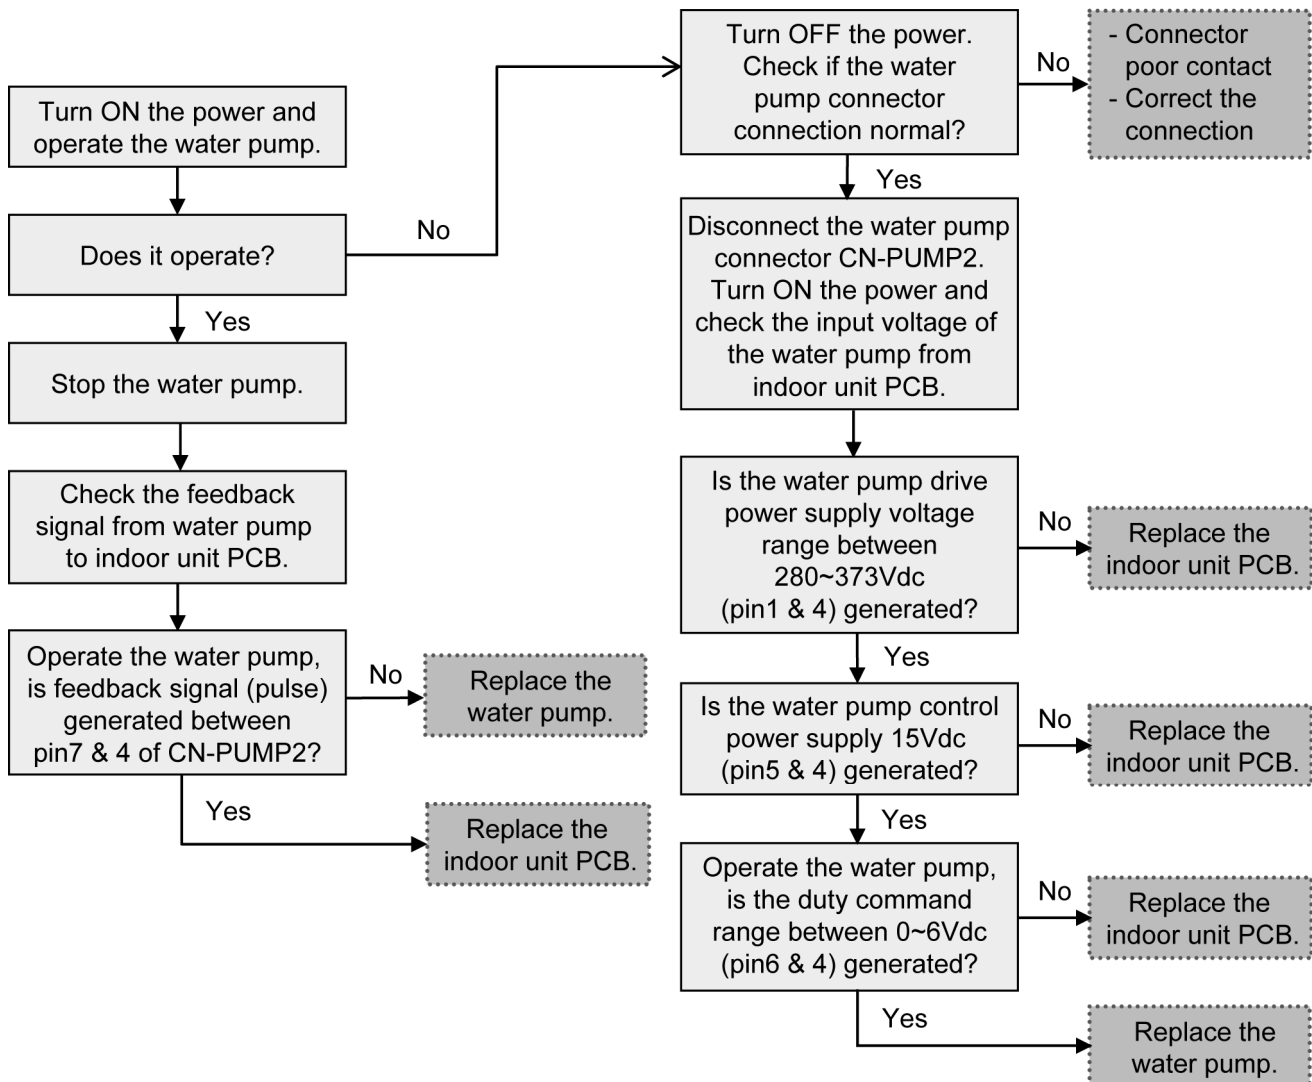 Turn ON the power and
operate the water pump.
Does it operate?
No
Yes
Stop the water pump.
Check the feedback
signal from water pump
to indoor unit PCB.
Operate the water pump,
is feedback signal (pulse)
generated between
pin7 & 4 of CN-PUMP2?
No
Replace the
water pump.
Yes
Replace the
indoor unit PCB.
Turn OFF the power.
Check if the water
pump connector
connection normal?
No
- Connector
poor contact
- Correct the
connection
Yes
Disconnect the water pump
connector CN-PUMP2.
Turn ON the power and
check the input voltage of
the water pump from
indoor unit PCB.
Is the water pump drive
power supply voltage
range between
280~373Vdc
(pin1 & 4) generated?
No
Replace the
indoor unit PCB.
Yes
Is the water pump control
power supply 15Vdc
(pin5 & 4) generated?
No
Replace the
indoor unit PCB.
Yes
Operate the water pump,
is the duty command
range between 0~6Vdc
(pin6 & 4) generated?
No
Replace the
indoor unit PCB.
Yes
Replace the
water pump.